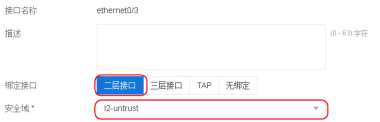 接口名称 ethernet0/3
描述 (0 - 63) 字符
绑定接口 二层接口 三层接口 TAP 无绑定
安全域 * l2-untrust